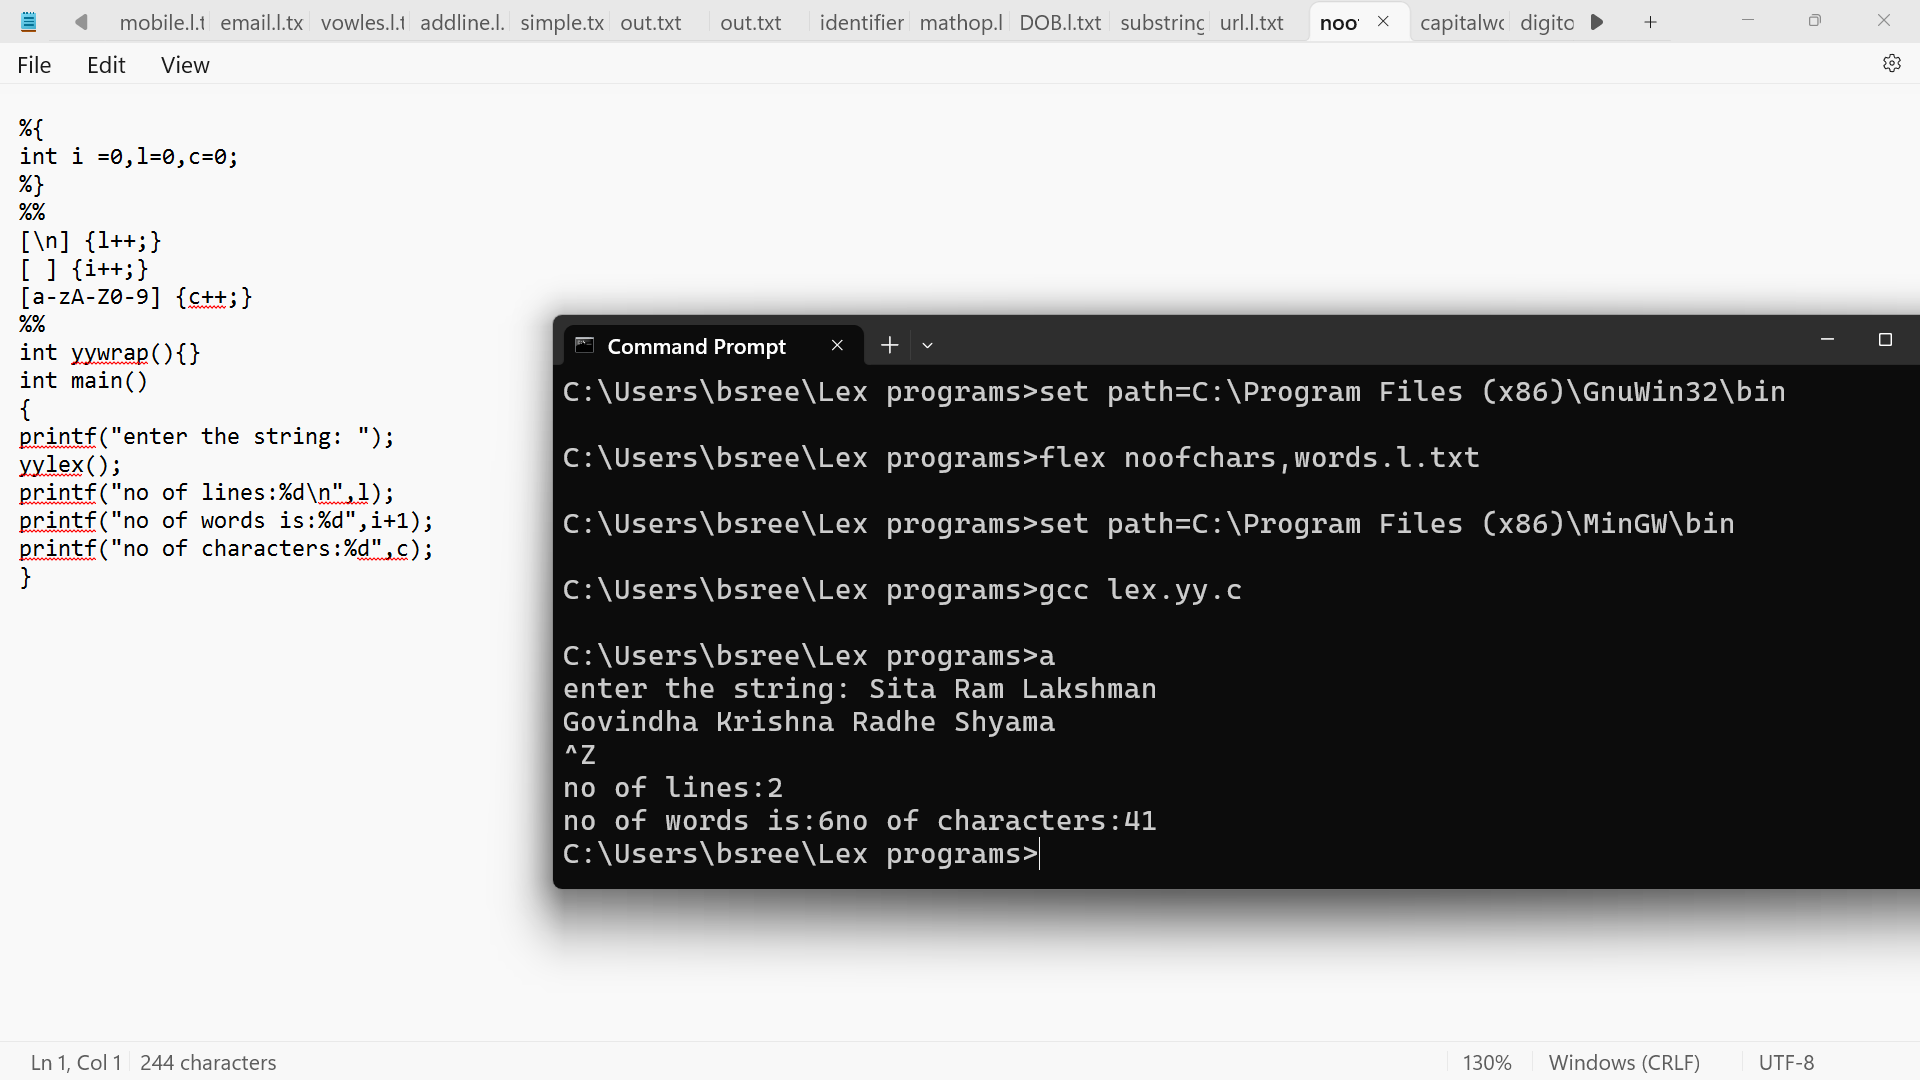 mobile.l.t email.l.tx vowles.l.t addline.l. simple.tx out.txt out.txt identifier mathop.l DOB.l.txt substring url.l.txt noo capitalwo digito
File Edit View
%{
int i =0,l=0,c=0;
%}
%%
[\n] {l++;}
[ ] {i++;}
[a-zA-Z0-9] {c++;}
%%
int yywrap(){}
int main()
{
printf("enter the string: ");
yylex();
printf("no of lines:%d\n",l);
printf("no of words is:%d",i+1);
printf("no of characters:%d",c);
}
Command Prompt
C:\Users\bsree\Lex programs>set path=C:\Program Files (x86)\GnuWin32\bin
C:\Users\bsree\Lex programs>flex noofchars,words.l.txt
C:\Users\bsree\Lex programs>set path=C:\Program Files (x86)\MinGW\bin
C:\Users\bsree\Lex programs>gcc lex.yy.c
C:\Users\bsree\Lex programs>a
enter the string: Sita Ram Lakshman
Govindha Krishna Radhe Shyama
^Z
no of lines:2
no of words is:6no of characters:41
C:\Users\bsree\Lex programs>
Ln 1, Col 1 244 characters 130% Windows (CRLF) UTF-8